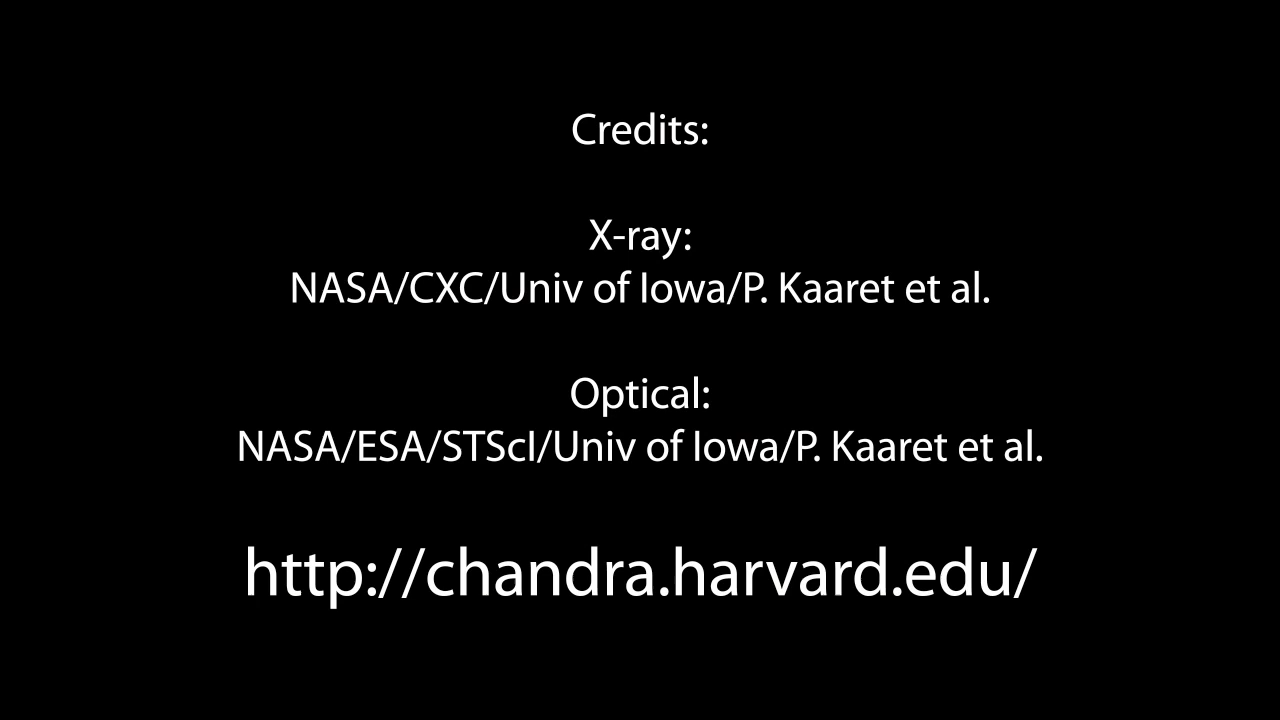 Credits:
X-ray:
NASA/CXC/Univ of Iowa/P. Kaaret et al.
Optical:
NASA/ESA/STScI/Univ of Iowa/P. Kaaret et al.
http://chandra.harvard.edu/